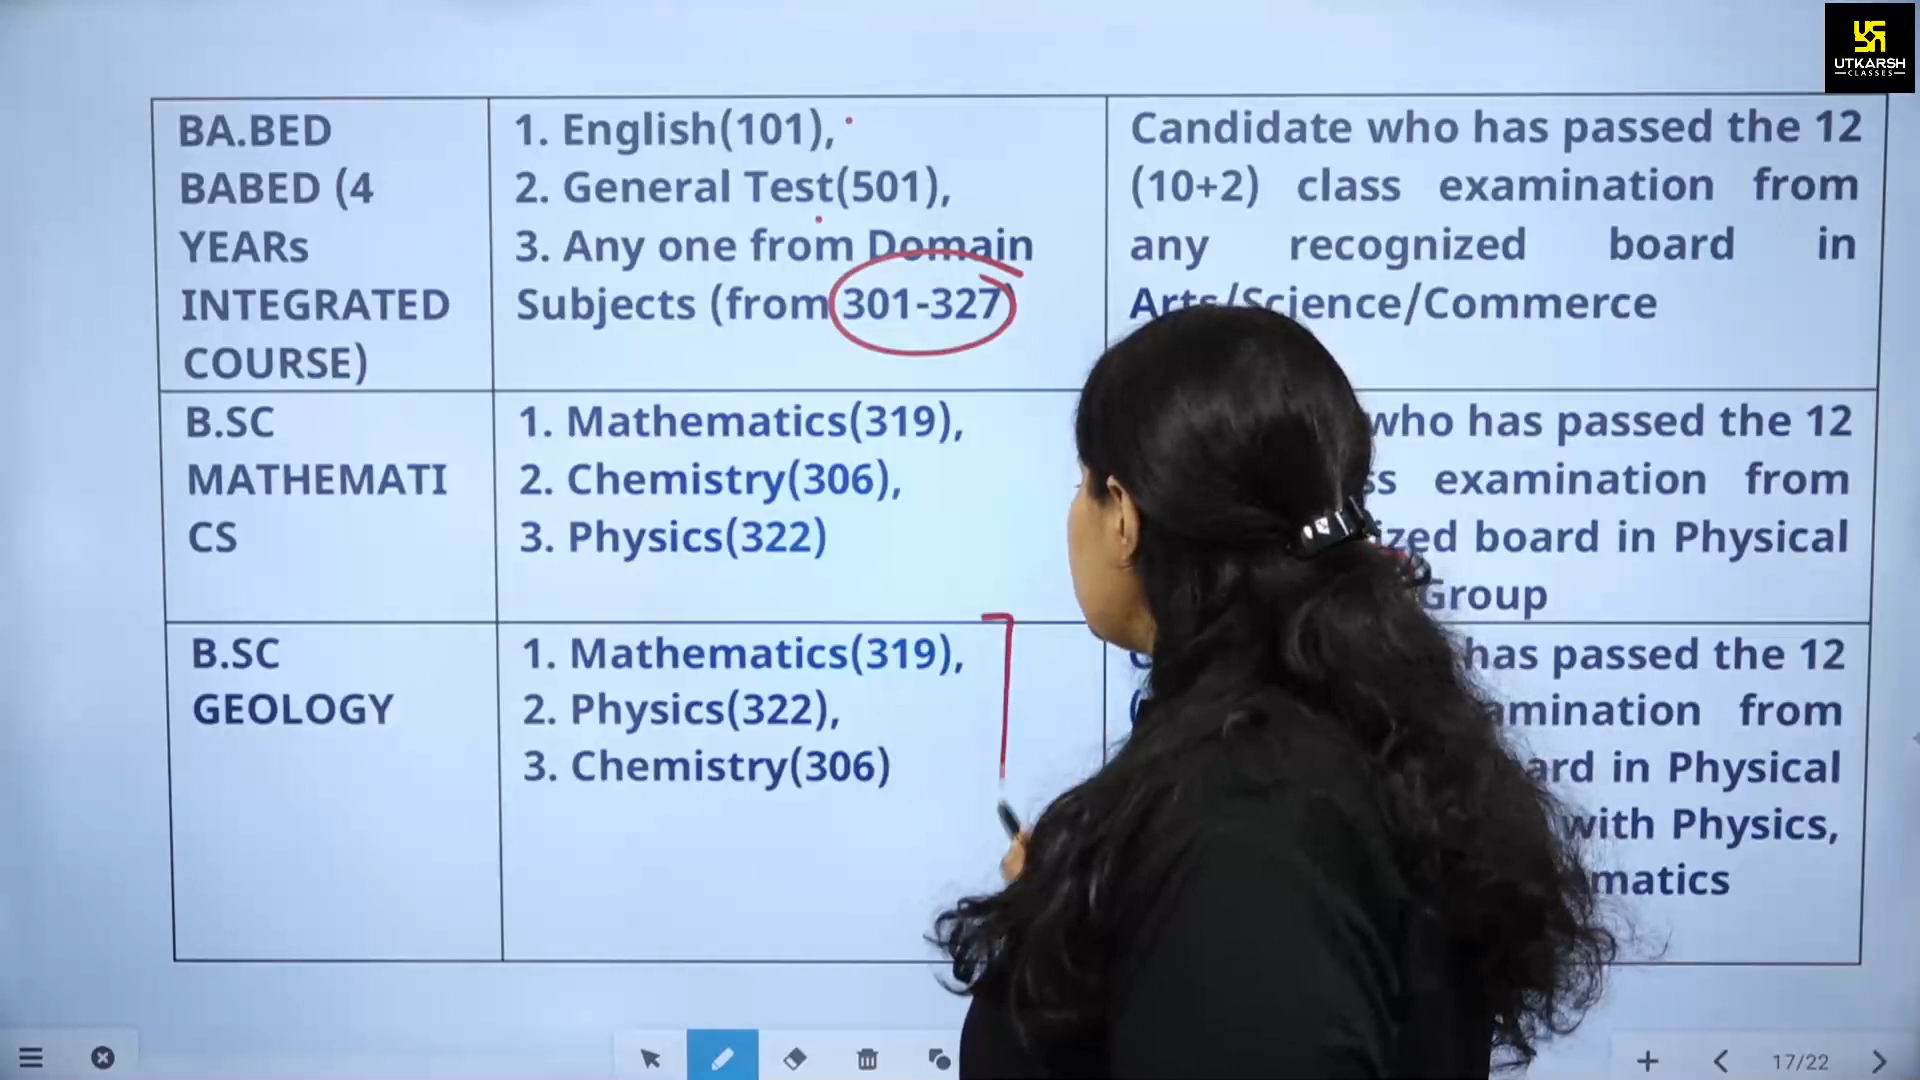 UTKARSH
CLASSES
BA.BED
BABED (4
YEARs
INTEGRATED
COURSE)
1. English(101),
2. General Test(501),
3. Any one from Domain
Subjects (from 301-327)
Candidate who has passed the 12
(10+2) class examination from
any recognized board in
Arts/Science/Commerce
B.SC
MATHEMATI
CS
1. Mathematics(319),
2. Chemistry(306),
3. Physics(322)
who has passed the 12
examination from
board in Physical
Group
B.SC
GEOLOGY
1. Mathematics(319),
2. Physics(322),
3. Chemistry(306)
has passed the 12
from
in Physical
with Physics,
17/22